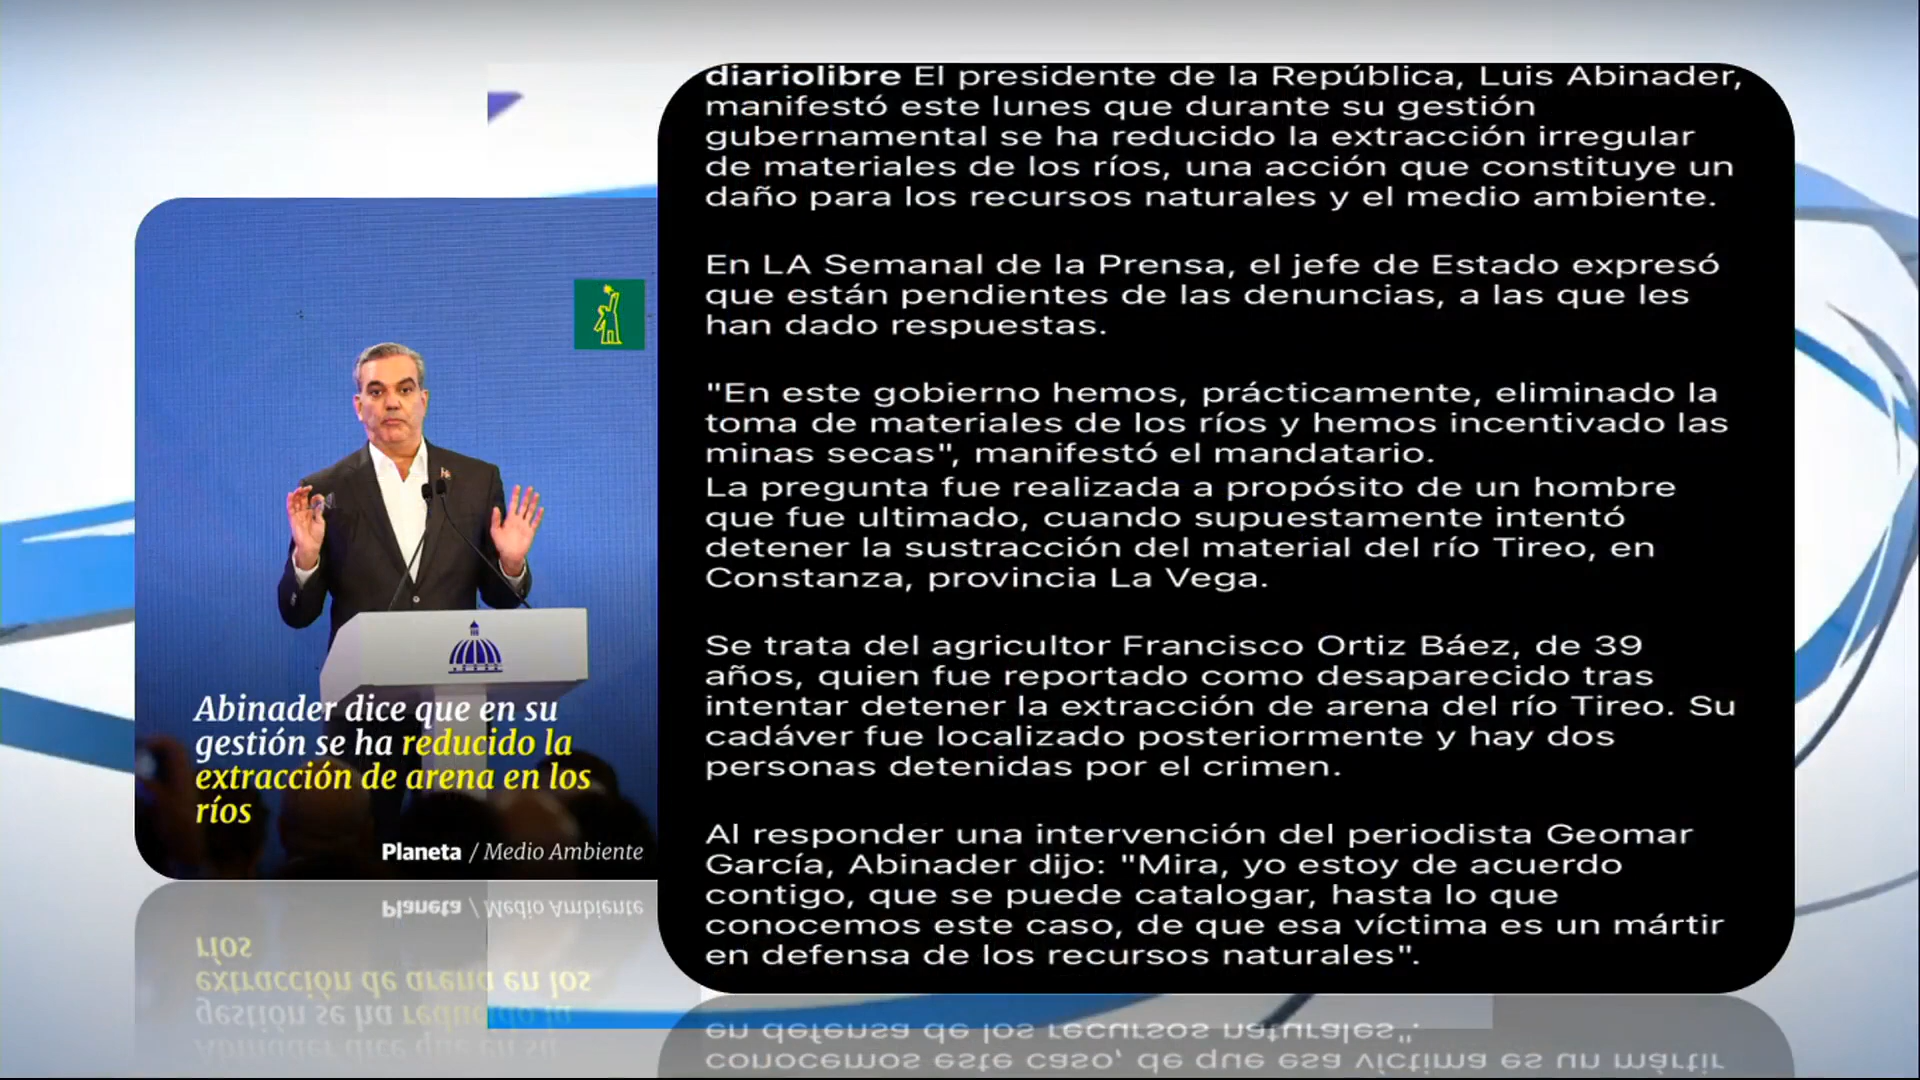 Abinader dice que en su
gestión se ha reducido la
extracción de arena en los
ríos
Planeta / Medio Ambiente
diariolibre El presidente de la República, Luis Abinader,
manifestó este lunes que durante su gestión
gubernamental se ha reducido la extracción irregular
de materiales de los ríos, una acción que constituye un
daño para los recursos naturales y el medio ambiente.
En LA Semanal de la Prensa, el jefe de Estado expresó
que están pendientes de las denuncias, a las que les
han dado respuestas.
"En este gobierno hemos, prácticamente, eliminado la
toma de materiales de los ríos y hemos incentivado las
minas secas", manifestó el mandatario.
La pregunta fue realizada a propósito de un hombre
que fue ultimado, cuando supuestamente intentó
detener la sustracción del material del río Tireo, en
Constanza, provincia La Vega.
Se trata del agricultor Francisco Ortiz Báez, de 39
años, quien fue reportado como desaparecido tras
intentar detener la extracción de arena del río Tireo. Su
cadáver fue localizado posteriormente y hay dos
personas detenidas por el crimen.
Al responder una intervención del periodista Geomar
García, Abinader dijo: "Mira, yo estoy de acuerdo
contigo, que se puede catalogar, hasta lo que
conocemos este caso, de que esa víctima es un mártir
en defensa de los recursos naturales".